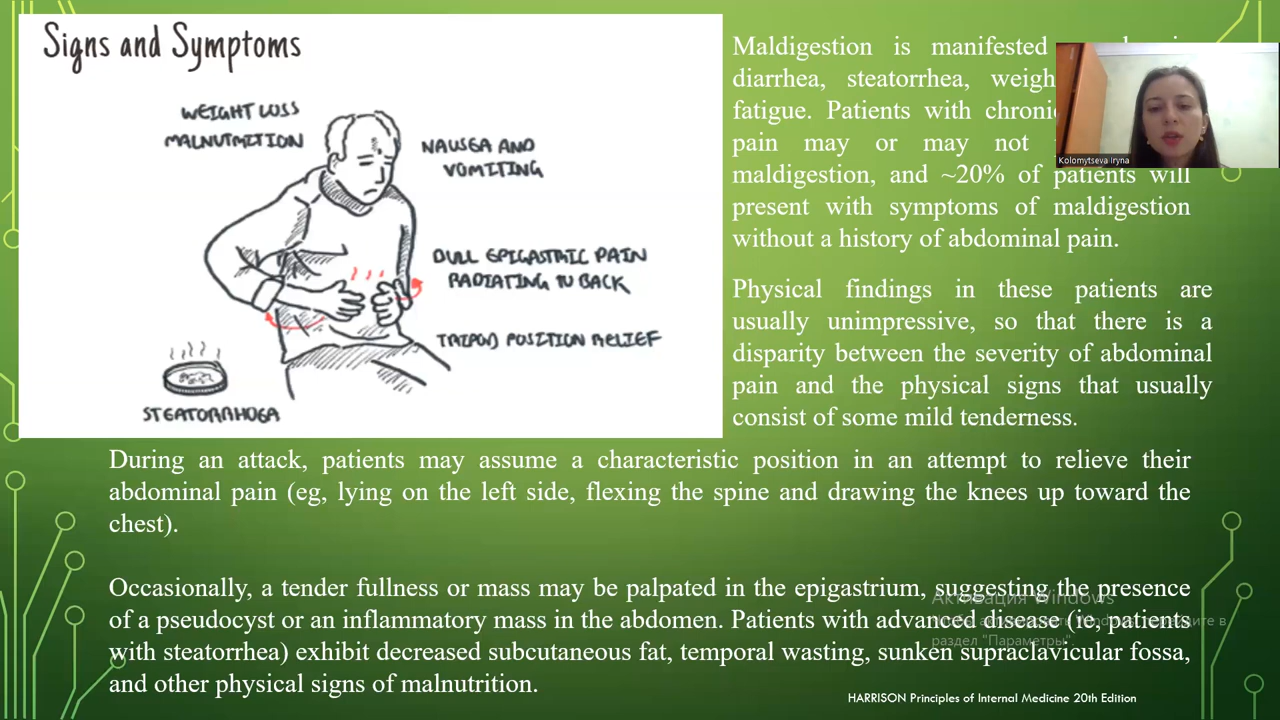 Signs and Symptoms
WEIGHT LOSS
MALNUTRITION
NAUSEA AND
VOMITING
DULL EPIGASTRIC PAIN
RADIATING TO BACK
TRIPOD POSITION RELIEF
STEATORRHOEA
Maldigestion is manifested
diarrhea, steatorrhea,
fatigue. Patients with
pain may or may not
maldigestion, and ~20% of patients will
present with symptoms of maldigestion
without a history of abdominal pain.
Kolomytseva Iryna
Physical findings in these patients are
usually unimpressive, so that there is a
disparity between the severity of abdominal
pain and the physical signs that usually
consist of some mild tenderness.
During an attack, patients may assume a characteristic position in an attempt to relieve their
abdominal pain (eg, lying on the left side, flexing the spine and drawing the knees up toward the
chest).
Occasionally, a tender fullness or mass may be palpated in the epigastrium, suggesting the presence
of a pseudocyst or an inflammatory mass in the abdomen. Patients with advanced disease (ie, patients
with steatorrhea) exhibit decreased subcutaneous fat, temporal wasting, sunken supraclavicular fossa,
and other physical signs of malnutrition.
Активация Windows
раздел "Параметры".
HARRISON Principles of Internal Medicine 20th Edition